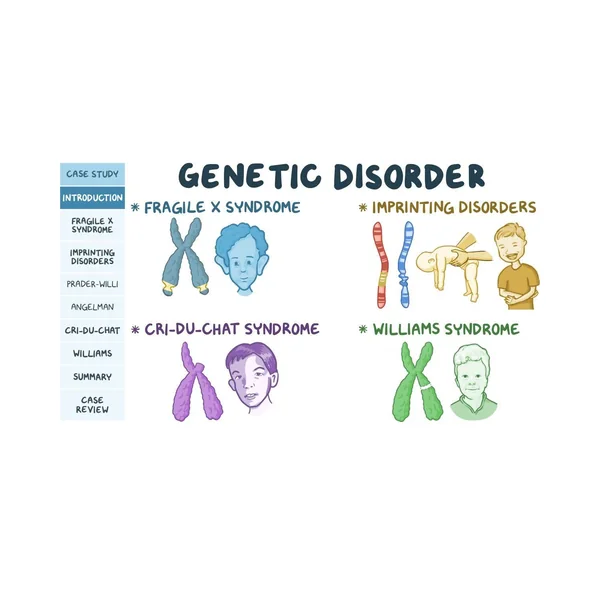 GENETIC DISORDER
CASE STUDY
INTRODUCTION
FRAGILE X
SYNDROME
IMPRINTING
DISORDERS
PRADER-WILLI
ANGELMAN
CRI-DU-CHAT
WILLIAMS
SUMMARY
CASE
REVIEW
* FRAGILE X SYNDROME
* IMPRINTING DISORDERS
* CRI-DU-CHAT SYNDROME
* WILLIAMS SYNDROME